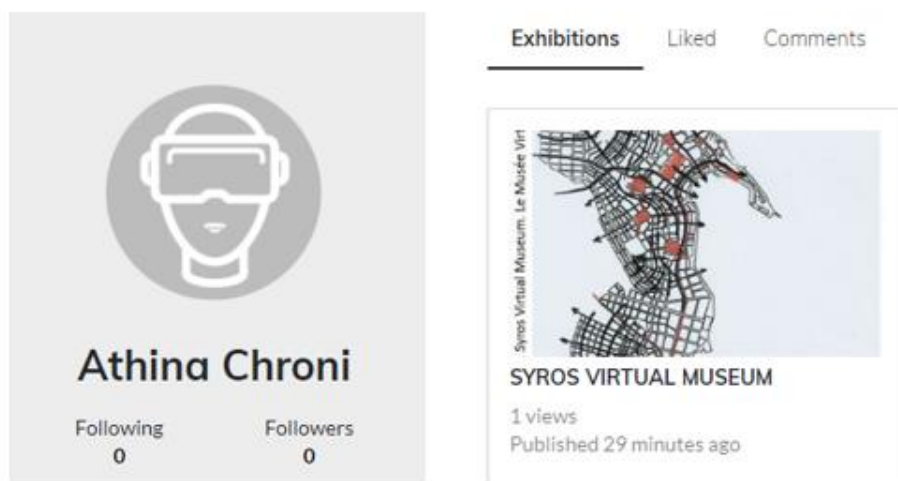 Athina Chroni
Following
0
Followers
0
Exhibitions
Liked
Comments
Syros Virtual Museum. Le Musée Virt
SYROS VIRTUAL MUSEUM
1 views
Published 29 minutes ago